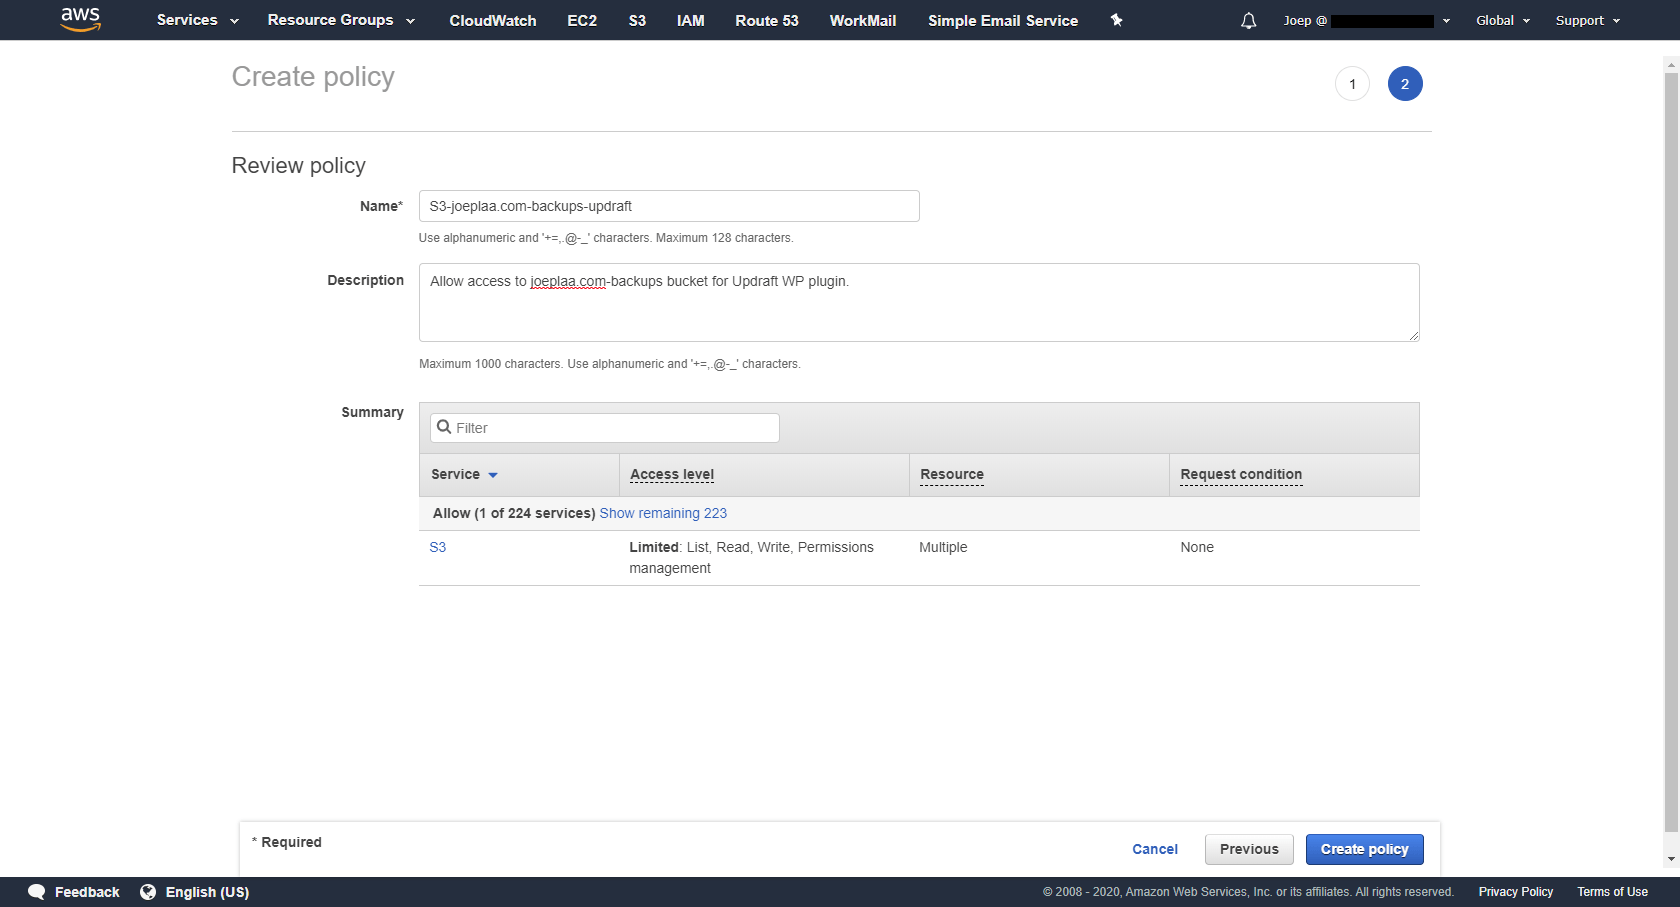 aws Services Resource Groups CloudWatch EC2 S3 IAM Route 53 WorkMail Simple Email Service Joep @ Global Support
Create policy
1 2
Review policy
Name*
S3-joeplaa.com-backups-updraft
Use alphanumeric and '+=,.@-_' characters. Maximum 128 characters.
Description
Allow access to joeplaa.com-backups bucket for Updraft WP plugin.
Maximum 1000 characters. Use alphanumeric and '+=,.@-_' characters.
Summary
Filter
Service Access level Resource Request condition
Allow (1 of 224 services) Show remaining 223
S3 Limited: List, Read, Write, Permissions Multiple None
management
* Required
Cancel Previous Create policy
Feedback English (US) © 2008 - 2020, Amazon Web Services, Inc. or its affiliates. All rights reserved. Privacy Policy Terms of Use